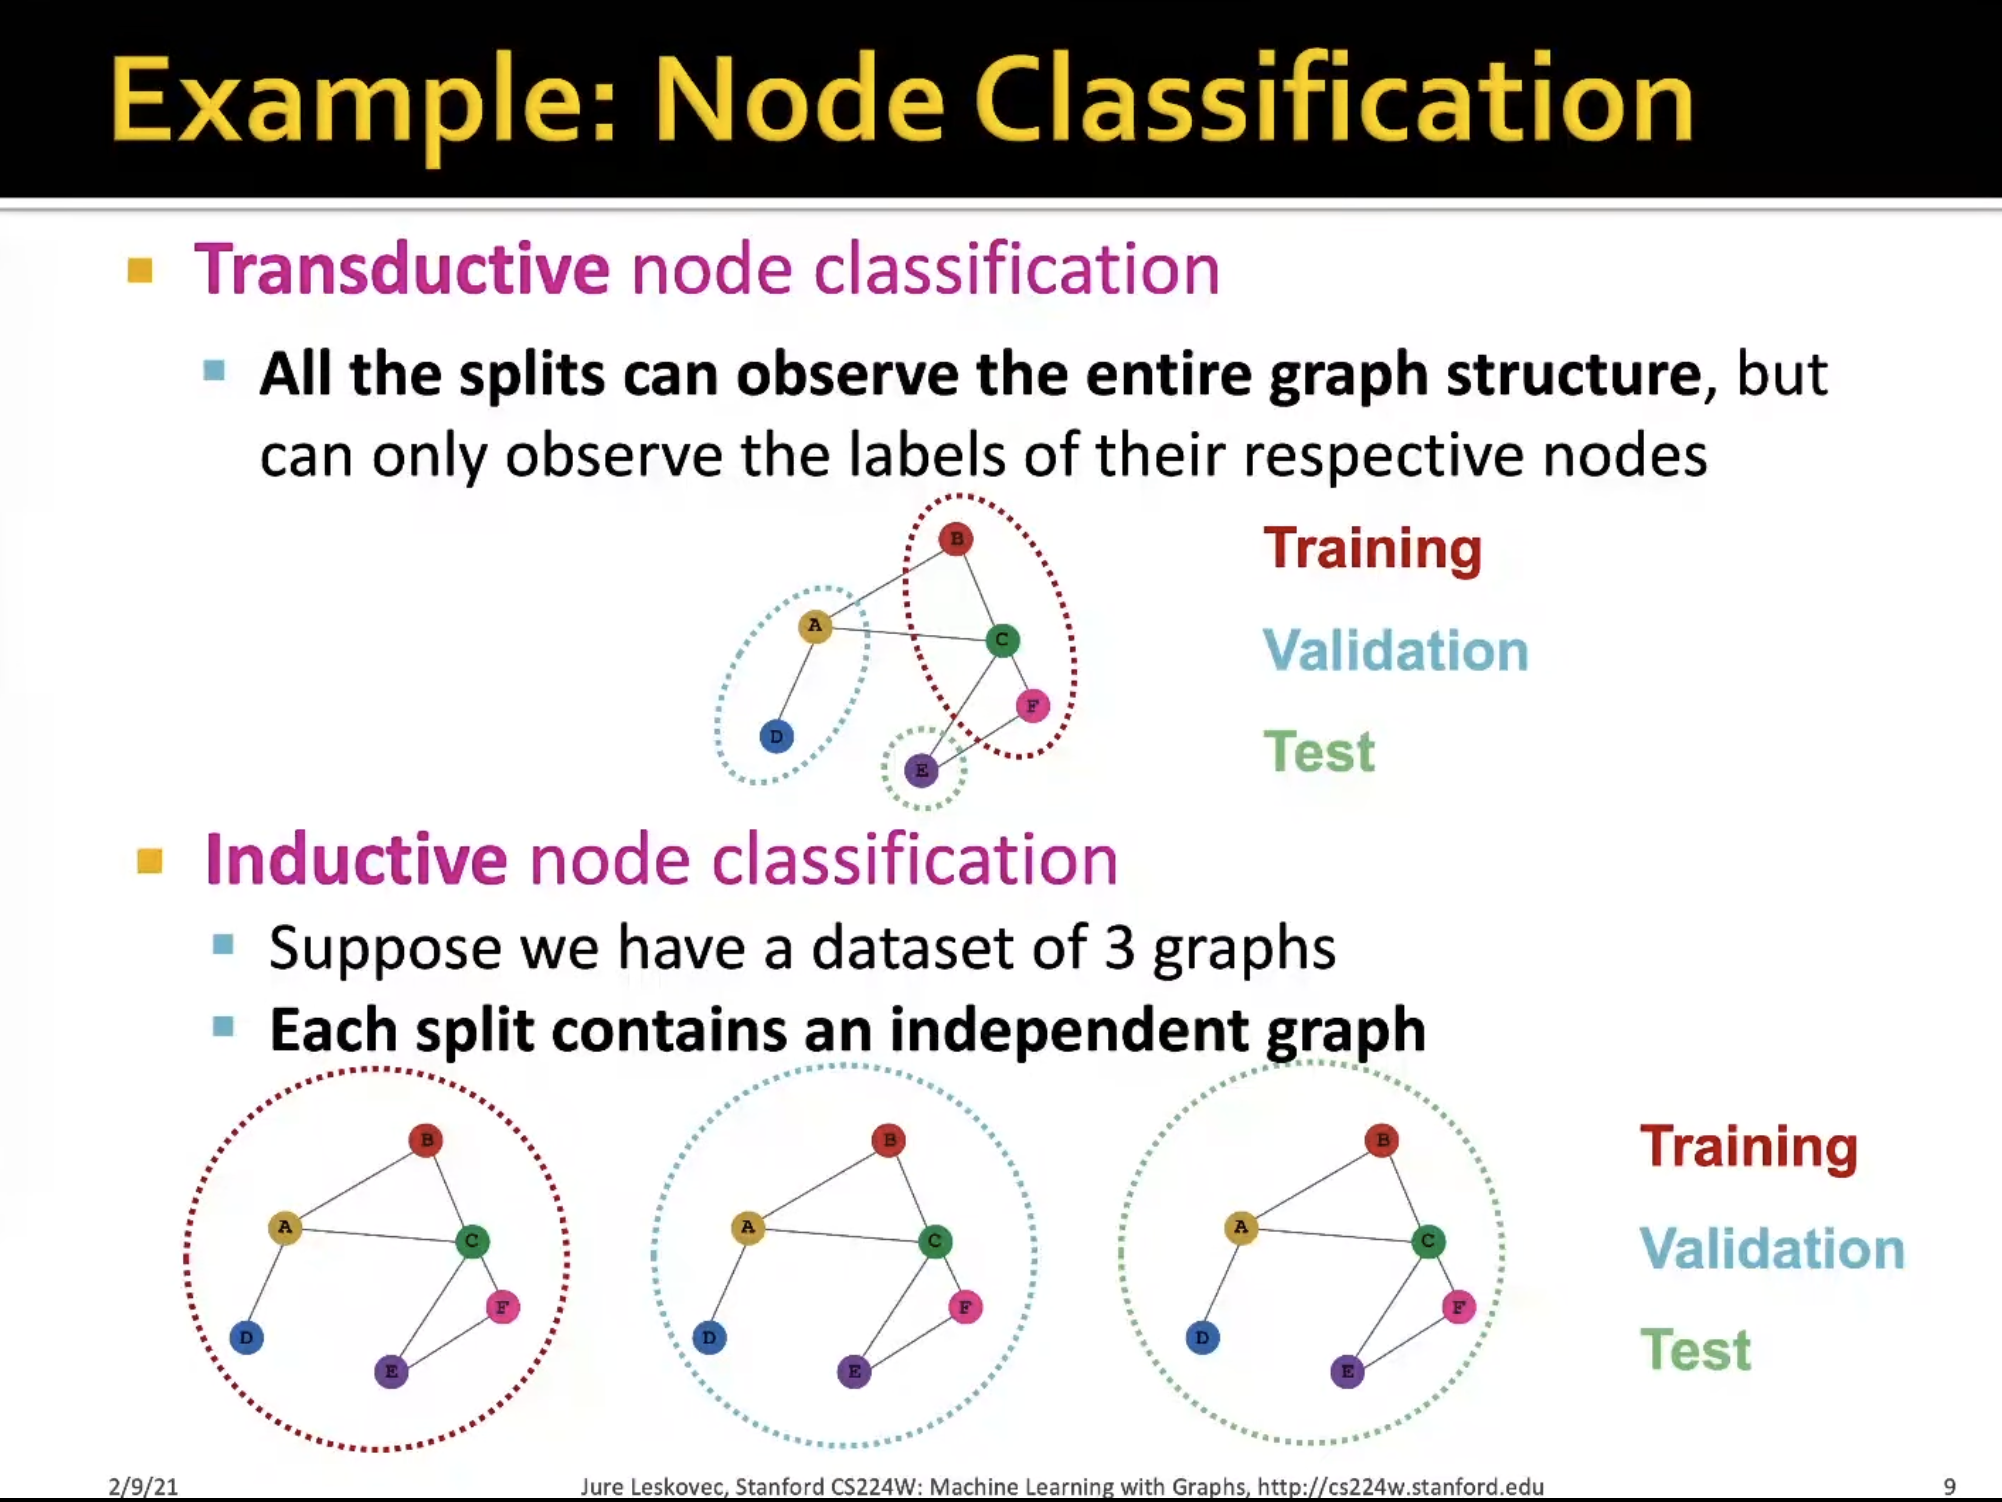 Example: Node Classification
Transductive node classification
All the splits can observe the entire graph structure, but
can only observe the labels of their respective nodes
B
A
C
F
D
E
Training
Validation
Test
Inductive node classification
Suppose we have a dataset of 3 graphs
Each split contains an independent graph
B
A
C
F
D
E
B
A
C
F
D
E
B
A
C
F
D
E
Training
Validation
Test
2/9/21
Jure Leskovec, Stanford CS224W: Machine Learning with Graphs, http://cs224w.stanford.edu
9